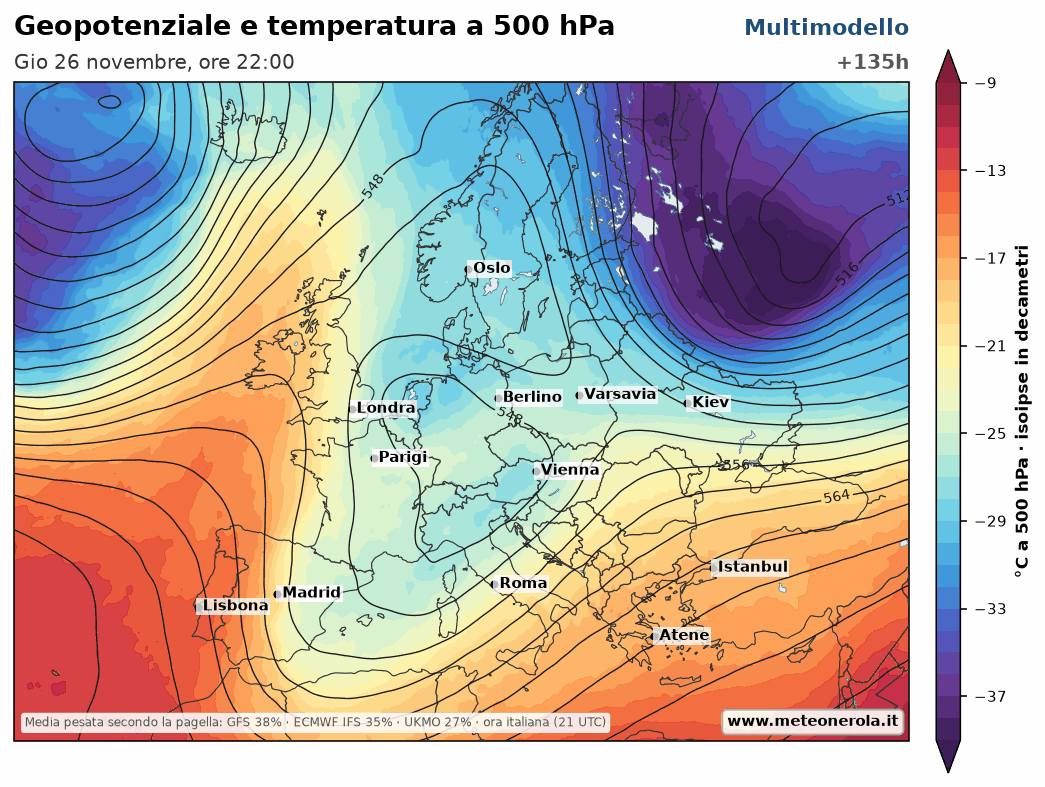 Geopotenziale e temperatura a 500 hPa
Multimodello
Gio 26 novembre, ore 22:00
+135h
−9
−13
−17
−21
−25
−29
−33
−37
°C a 500 hPa · isoipse in decametri
548
512
516
Oslo
Londra
Berlino
Varsavia
Kiev
548
Parigi
Vienna
556
564
Istanbul
Roma
Madrid
Lisbona
Atene
Media pesata secondo la pagella: GFS 38% · ECMWF IFS 35% · UKMO 27% · ora italiana (21 UTC)
www.meteonerola.it